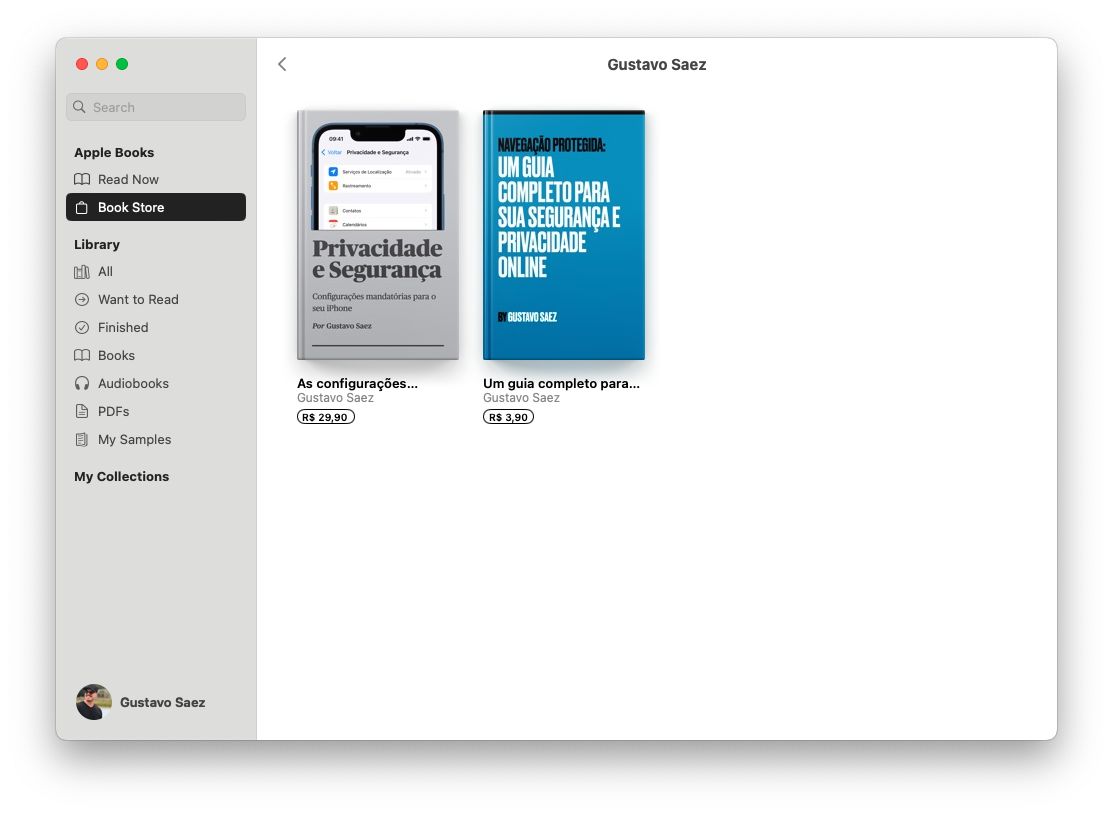 Gustavo Saez
Search
Apple Books
Read Now
Book Store
Library
All
Want to Read
Finished
Books
Audiobooks
PDFs
My Samples
My Collections
Gustavo Saez
09:41
Voltar Privacidade e Segurança
Serviços de Localização Ativado
Rastreamento
Contatos
Calendários
Privacidade
e Segurança
Configurações mandatórias para o
seu iPhone
Por Gustavo Saez
As configurações...
Gustavo Saez
R$ 29,90
NAVEGAÇÃO PROTEGIDA:
UM GUIA
COMPLETO PARA
SUA SEGURANÇA E
PRIVACIDADE
ONLINE
BY GUSTAVO SAEZ
Um guia completo para...
Gustavo Saez
R$ 3,90